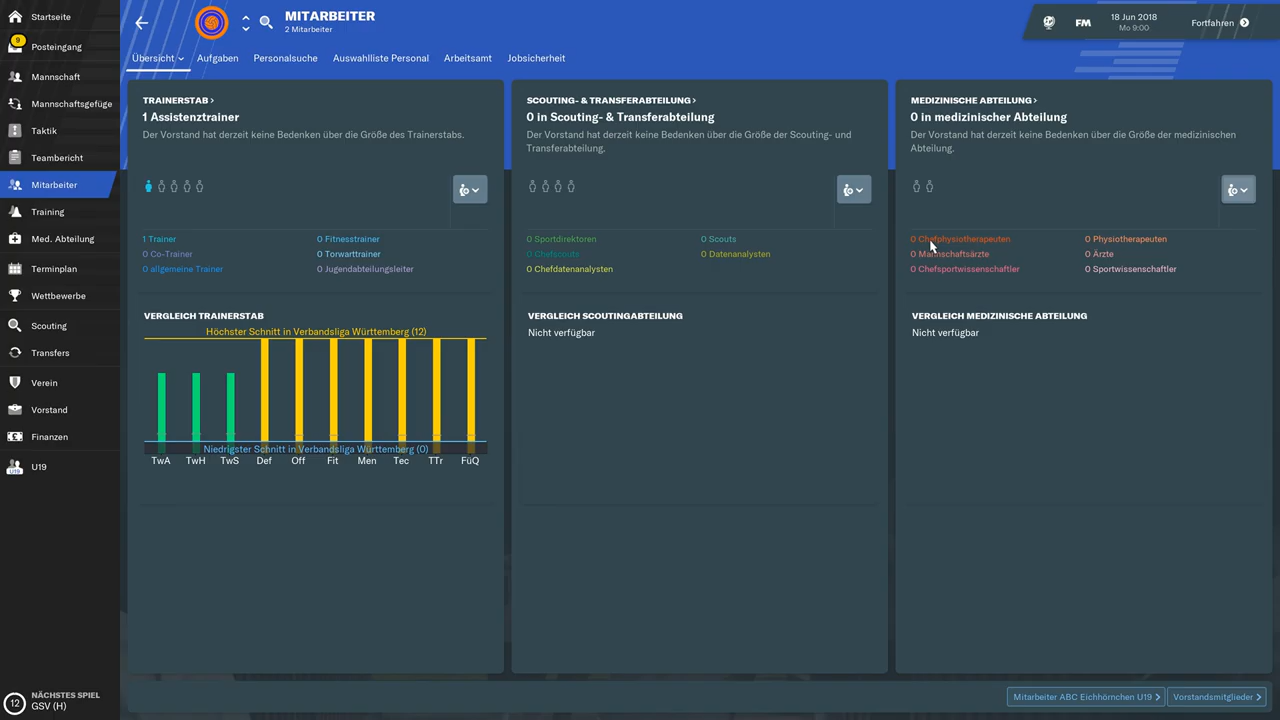 Startseite
9
Posteingang
Mannschaft
Mannschaftsgefüge
Taktik
Teambericht
Mitarbeiter
Training
Med. Abteilung
Terminplan
Wettbewerbe
Scouting
Transfers
Verein
Vorstand
Finanzen
U19
U19
12
NÄCHSTES SPIEL
GSV (H)
MITARBEITER
2 Mitarbeiter
FM
18 Jun 2018
Mo 9:00
Fortfahren
Übersicht
Aufgaben
Personalsuche
Auswahlliste Personal
Arbeitsamt
Jobsicherheit
TRAINERSTAB
1 Assistenztrainer
Der Vorstand hat derzeit keine Bedenken über die Größe des Trainerstabs.
1 Trainer
0 Fitnesstrainer
0 Co-Trainer
0 Torwarttrainer
0 allgemeine Trainer
0 Jugendabteilungsleiter
VERGLEICH TRAINERSTAB
Höchster Schnitt in Verbandsliga Württemberg (12)
Niedrigster Schnitt in Verbandsliga Württemberg (0)
TwA TwH TwS Def Off Fit Men Tec TTr FüQ
SCOUTING- & TRANSFERABTEILUNG
0 in Scouting- & Transferabteilung
Der Vorstand hat derzeit keine Bedenken über die Größe der Scouting- und
Transferabteilung.
0 Sportdirektoren
0 Scouts
0 Chefscouts
0 Datenanalysten
0 Chefdatenanalysten
VERGLEICH SCOUTINGABTEILUNG
Nicht verfügbar
MEDIZINISCHE ABTEILUNG
0 in medizinischer Abteilung
Der Vorstand hat derzeit keine Bedenken über die Größe der medizinischen
Abteilung.
0 Chefphysiotherapeuten
0 Physiotherapeuten
0 Mannschaftsärzte
0 Ärzte
0 Chefsportwissenschaftler
0 Sportwissenschaftler
VERGLEICH MEDIZINISCHE ABTEILUNG
Nicht verfügbar
Mitarbeiter ABC Eichhörnchen U19
Vorstandsmitglieder